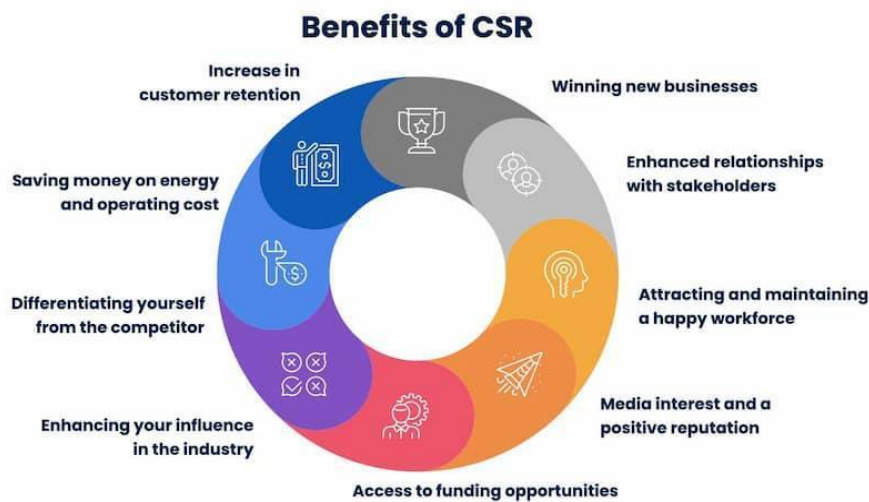 Benefits of CSR
Increase in
customer retention
Winning new businesses
Enhanced relationships
with stakeholders
Saving money on energy
and operating cost
Attracting and maintaining
a happy workforce
Differentiating yourself
from the competitor
Media interest and a
positive reputation
Enhancing your influence
in the industry
Access to funding opportunities